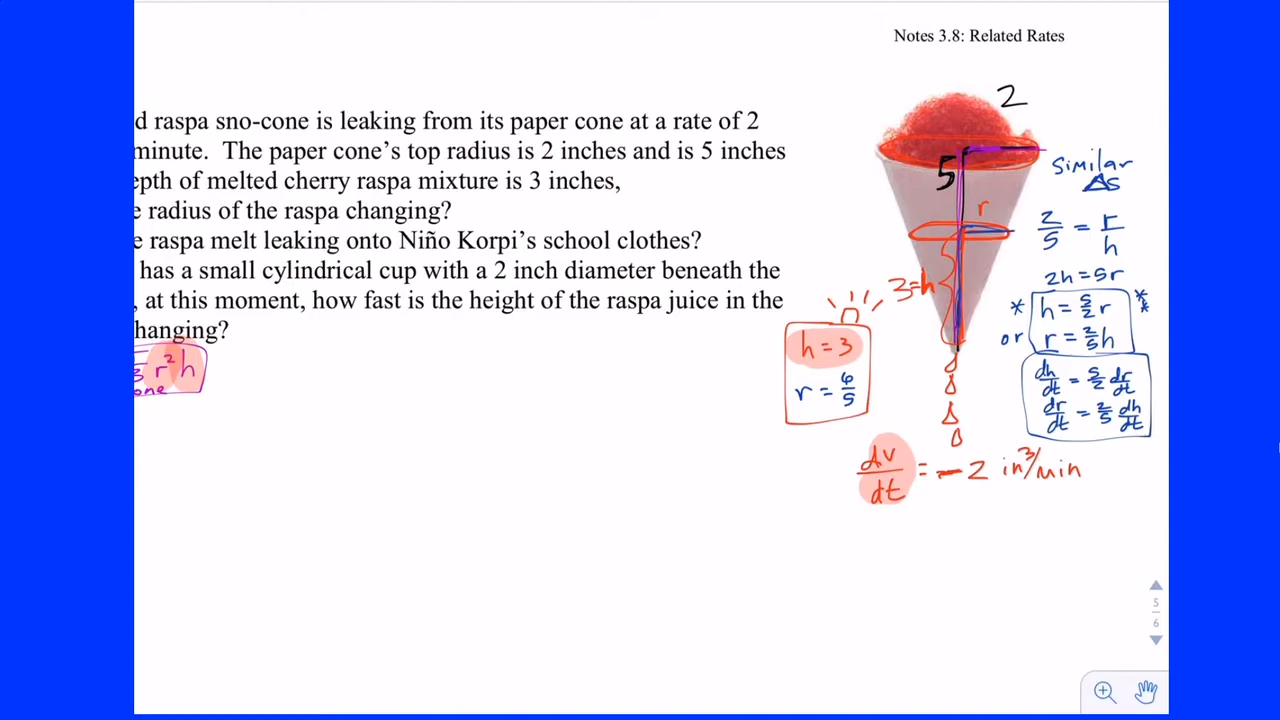 Notes 3.8: Related Rates
d raspa sno-cone is leaking from its paper cone at a rate of 2
minute. The paper cone's top radius is 2 inches and is 5 inches
epth of melted cherry raspa mixture is 3 inches,
e radius of the raspa changing?
e raspa melt leaking onto Niño Korpi's school clothes?
has a small cylindrical cup with a 2 inch diameter beneath the
, at this moment, how fast is the height of the raspa juice in the
hanging?
3 r²h
one
2
5
r
3=h
h = 3
r = 6/5
Similar
Δs
2/5 = r/h
2h = 5r
* h = 5/2 r **
or r = 2/5 h
dh/dt = 5/2 dr/dt
dr/dt = 2/5 dh/dt
dV/dt = -2 in³/min
5
6